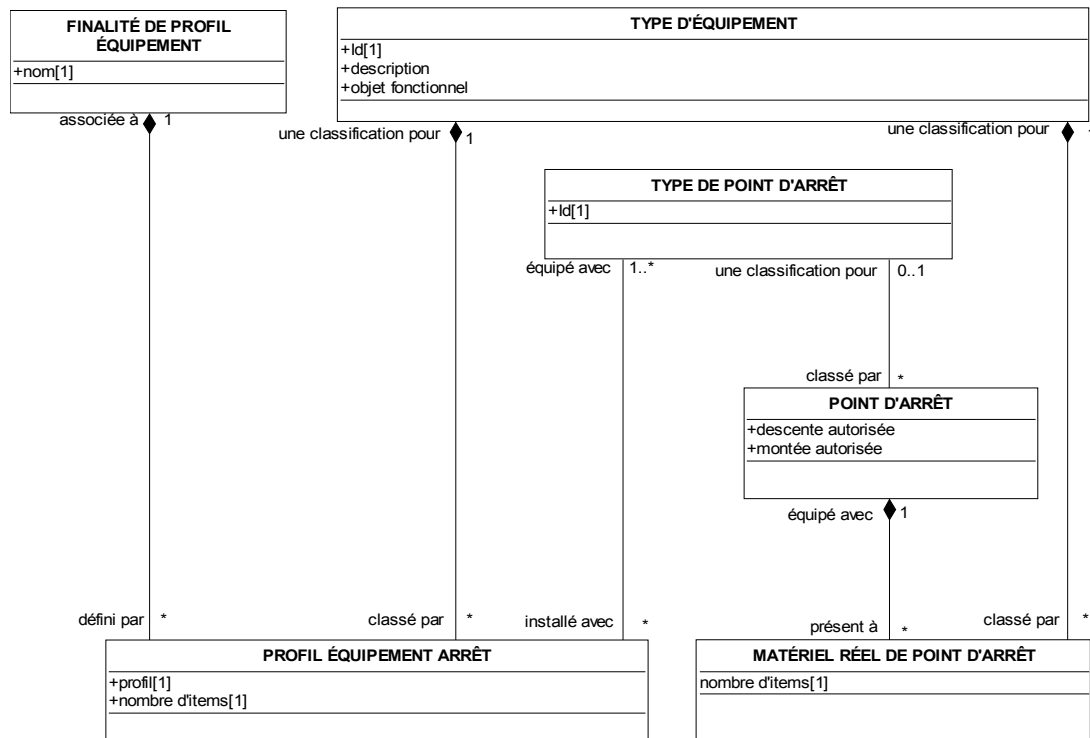 FINALITÉ DE PROFIL
ÉQUIPEMENT
+nom[1]
TYPE D'ÉQUIPEMENT
+Id[1]
+description
+objet fonctionnel
associée à 1
une classification pour 1
une classification pour
TYPE DE POINT D'ARRÊT
+Id[1]
équipé avec 1..*
une classification pour 0..1
classé par *
POINT D'ARRÊT
+descente autorisée
+montée autorisée
équipé avec 1
défini par *
classé par *
installé avec *
présent à *
classé par *
PROFIL ÉQUIPEMENT ARRÊT
+profil[1]
+nombre d'items[1]
MATÉRIEL RÉEL DE POINT D'ARRÊT
nombre d'items[1]